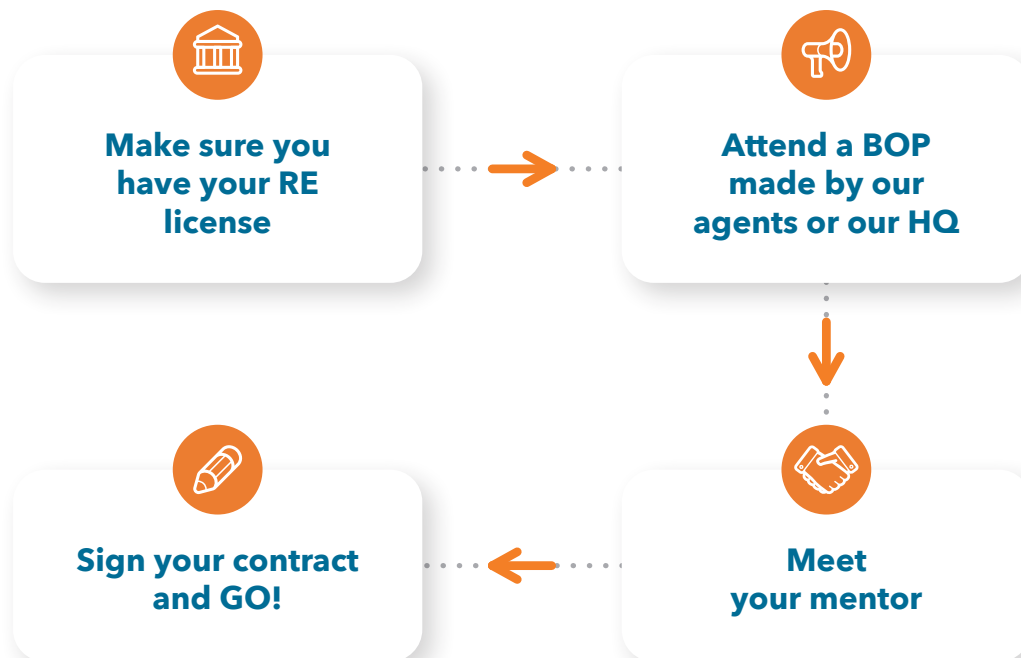 Make sure you
have your RE
license
Attend a BOP
made by our
agents or our HQ
Meet
your mentor
Sign your contract
and GO!